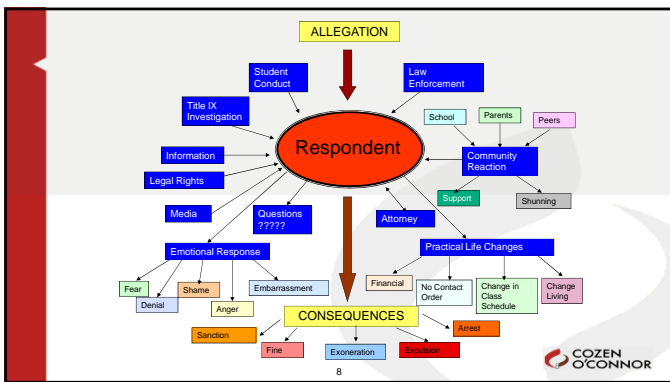 ALLEGATION
Student
Conduct
Law
Enforcement
Title IX
Investigation
School
Parents
Peers
Respondent
Information
Community
Reaction
Legal Rights
Support
Shunning
Media
Questions
?????
Attorney
Emotional Response
Practical Life Changes
Fear
Denial
Shame
Anger
Embarrassment
Financial
No Contact
Order
Change in
Class
Schedule
Change
Living
CONSEQUENCES
Sanction
Fine
Exoneration
Expulsion
Arrest
8
COZEN
O'CONNOR